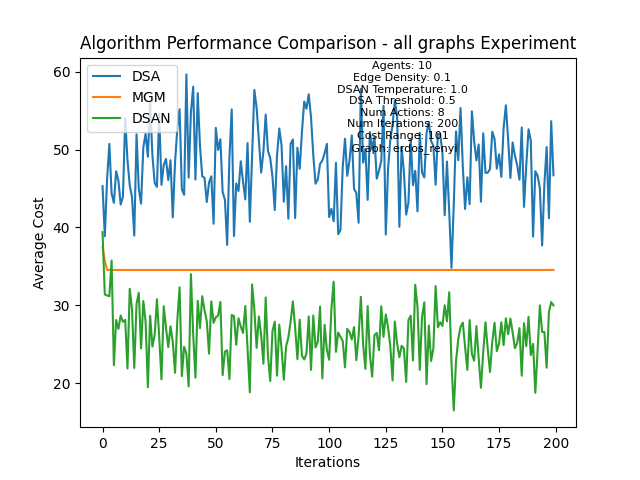 Algorithm Performance Comparison - all graphs Experiment
Agents: 10
Edge Density: 0.1
DSAN Temperature: 1.0
DSA Threshold: 0.5
Num Actions: 8
Num Iterations: 200
Cost Range: 101
Graph: erdos_renyi
DSA
MGM
DSAN
Average Cost
60
50
40
30
20
0
25
50
75
100
125
150
175
200
Iterations